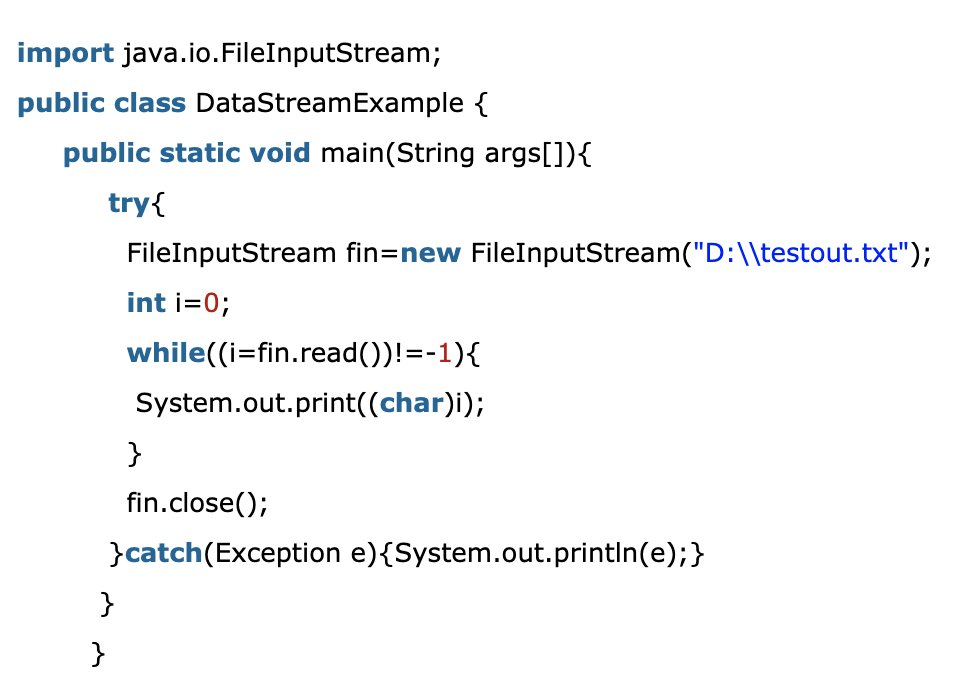 import java.io.FileInputStream;
public class DataStreamExample {
public static void main(String args[]){
try{
FileInputStream fin=new FileInputStream("D:\\testout.txt");
int i=0;
while((i=fin.read())!=-1){
System.out.print((char)i);
}
fin.close();
}catch(Exception e){System.out.println(e);}
}
}